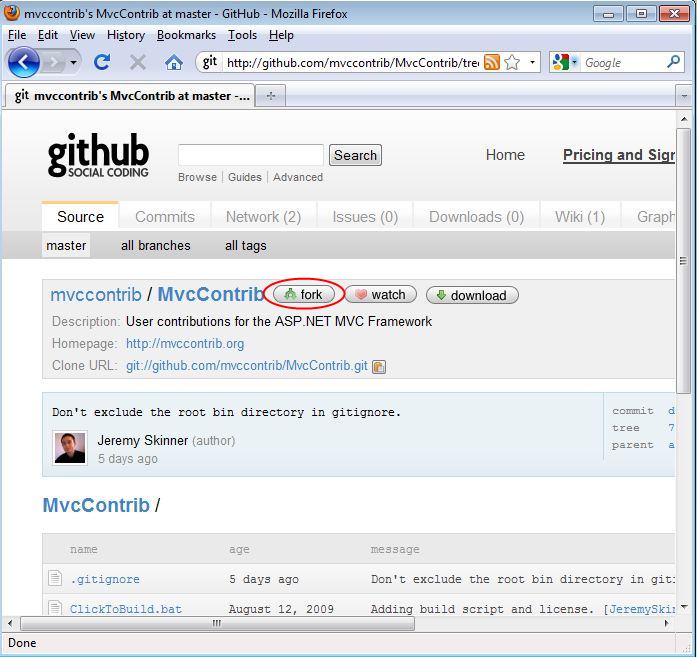 mvccontrib's MvcContrib at master - GitHub - Mozilla Firefox
File Edit View History Bookmarks Tools Help
git http://github.com/mvccontrib/MvcContrib/tree Google
git mvccontrib's MvcContrib at master -...
github
SOCIAL CODING
Search
Home Pricing and Sign
Browse | Guides | Advanced
Source Commits Network (2) Issues (0) Downloads (0) Wiki (1) Graph
master all branches all tags
mvccontrib / MvcContrib fork watch download
Description: User contributions for the ASP.NET MVC Framework
Homepage: http://mvccontrib.org
Clone URL: git://github.com/mvccontrib/MvcContrib.git
Don't exclude the root bin directory in gitignore.
commit d
tree 7
parent a
Jeremy Skinner (author)
5 days ago
MvcContrib /
name age message
.gitignore 5 days ago Don't exclude the root bin directory in giti
ClickToBuild.bat August 12, 2009 Adding build script and license. [JeremySkin
Done